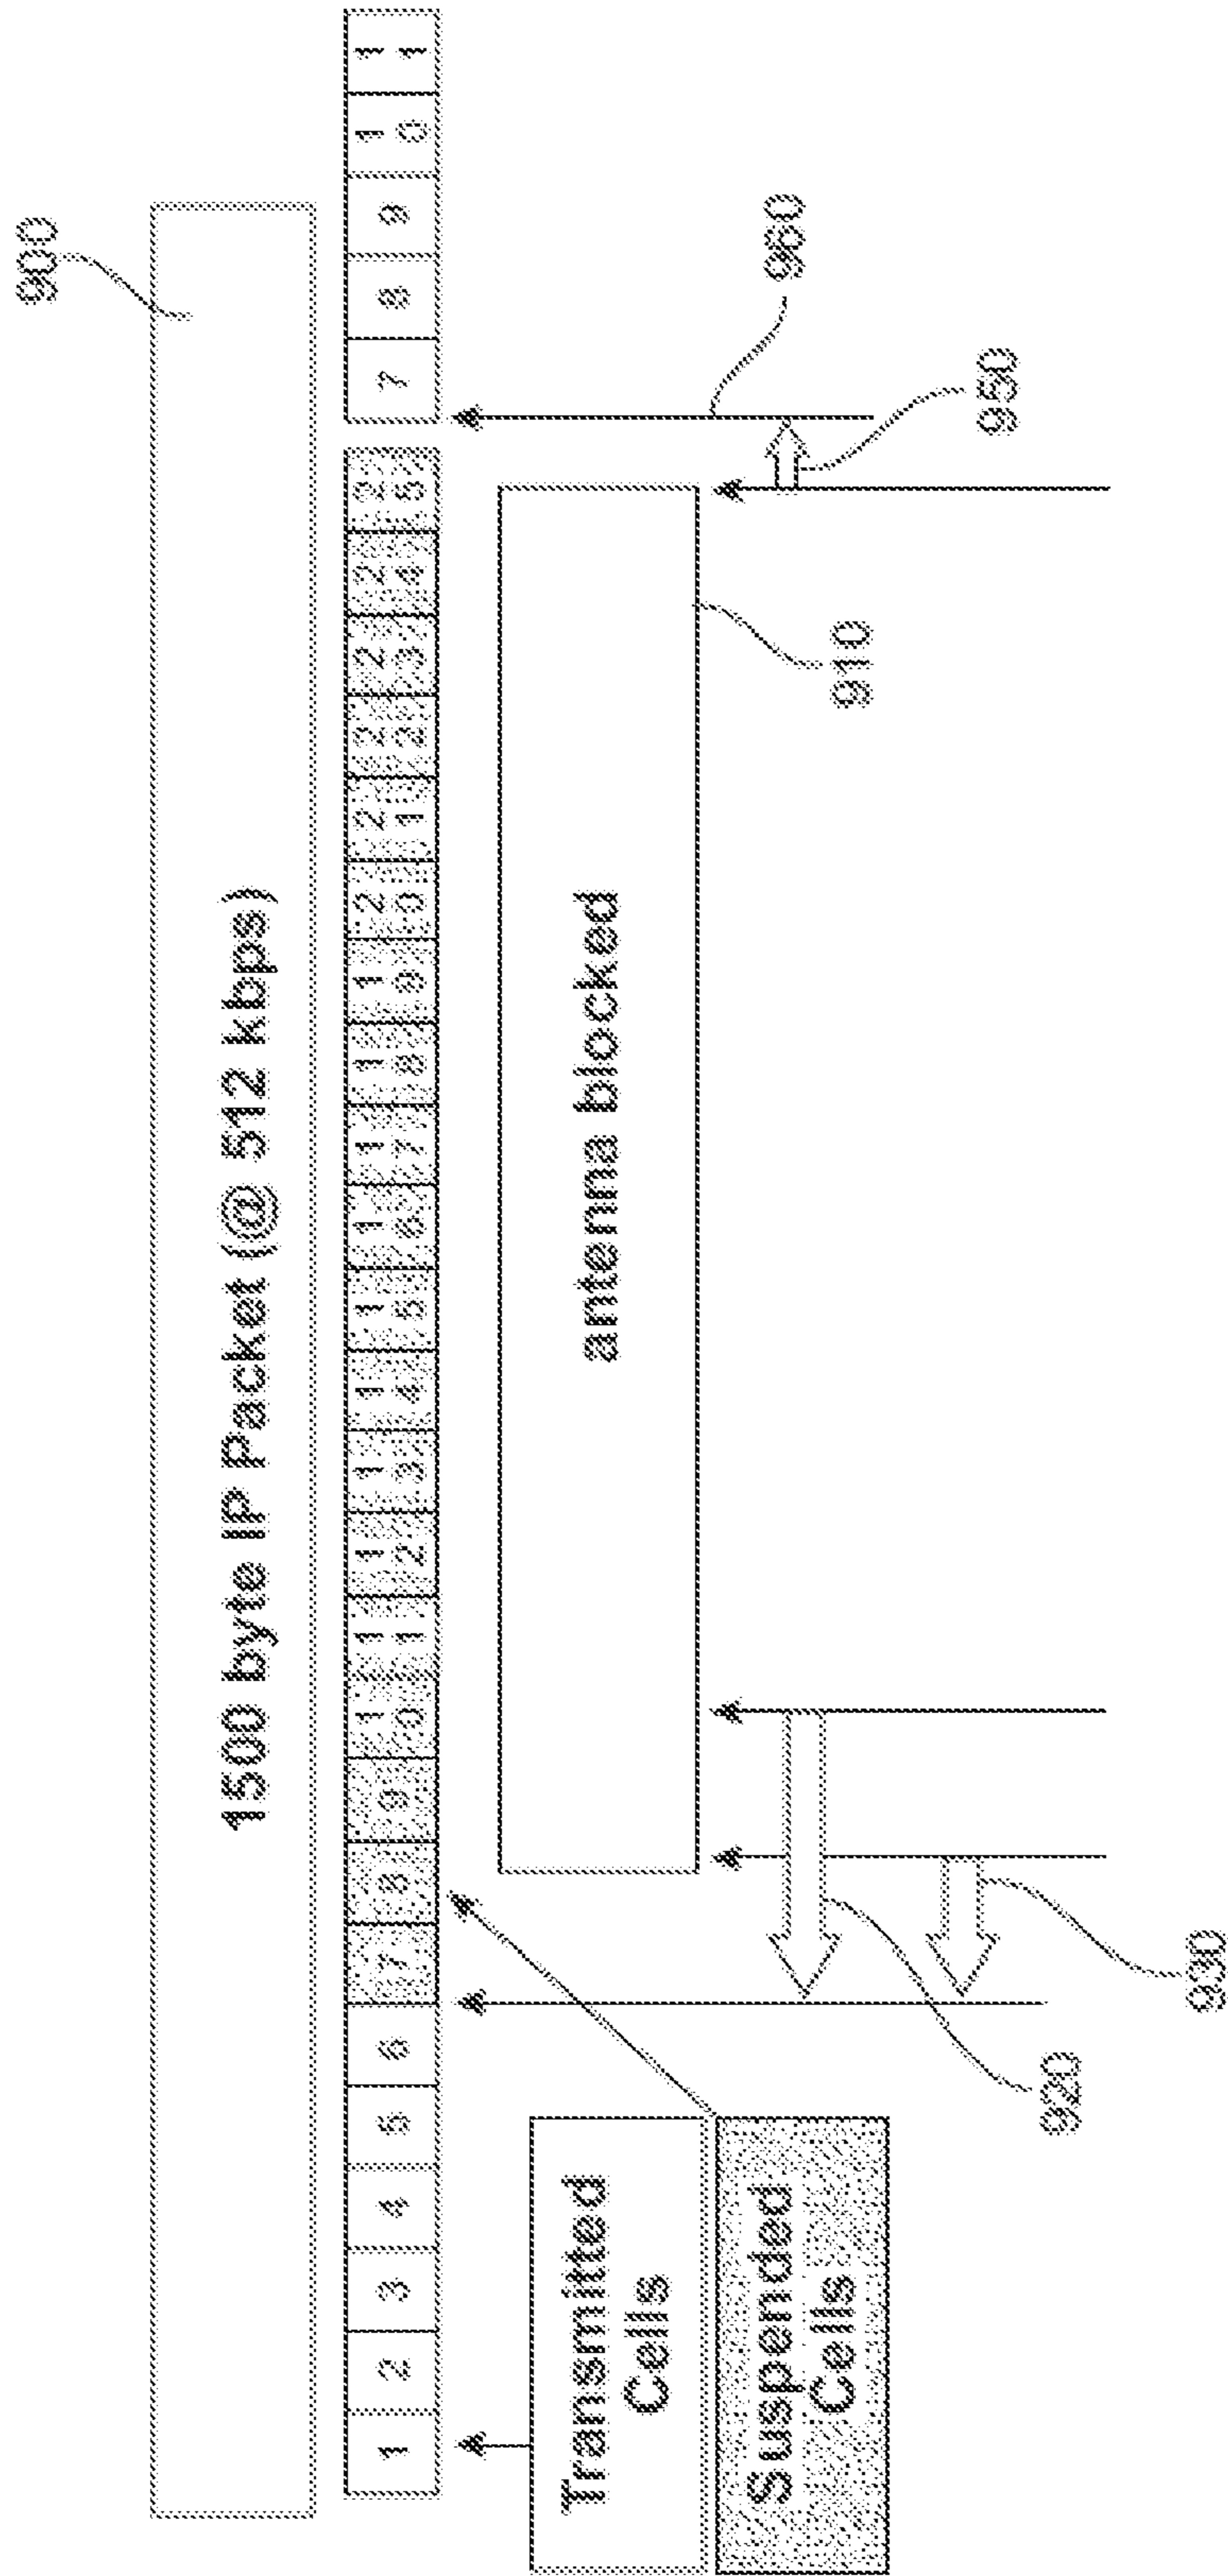 900
1500 byte IP Packet (@ 512 kbps)
1 2 3 4 5 6 7 8 9 10 11 12 13 14 15 16 17 18 19 20 21 22 23 24 25 7 8 9 10 11
Transmitted
Cells
Suspended
Cells
antenna blocked
910
920
930
950
960